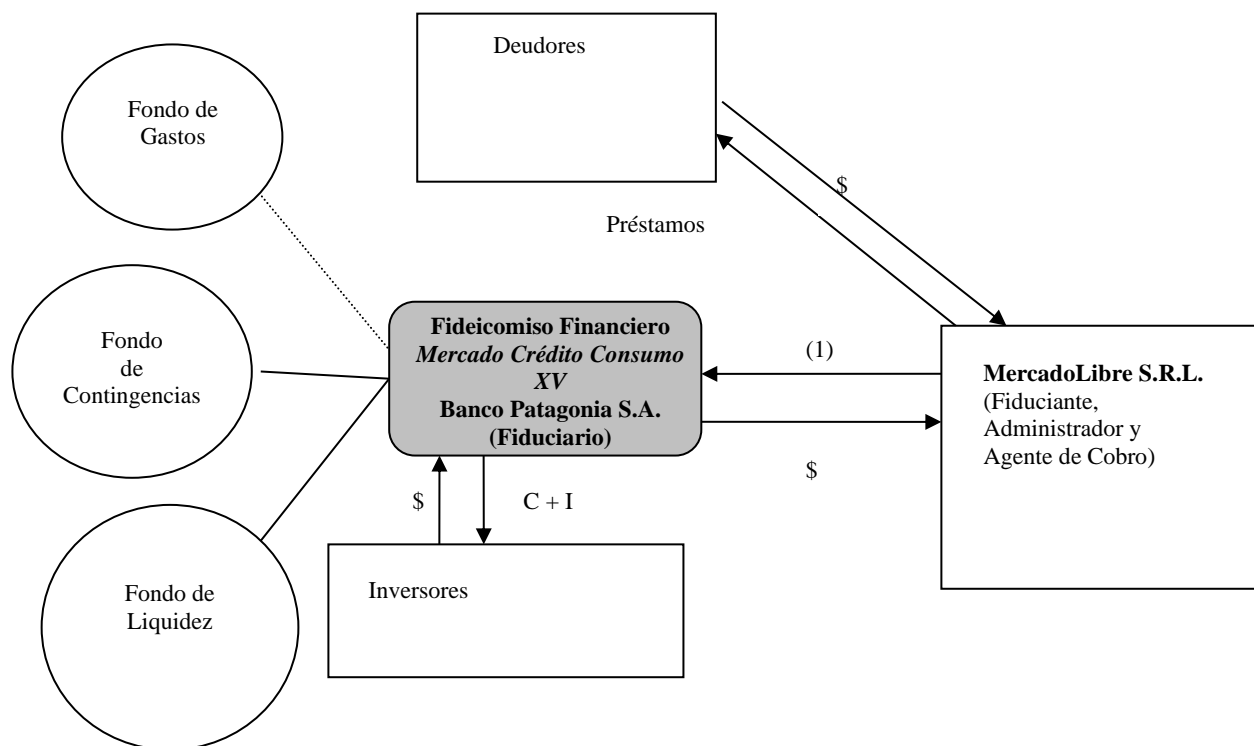 Deudores
Fondo de
Gastos
$
Préstamos
Fondo
de
Contingencias
Fideicomiso Financiero
Mercado Crédito Consumo
XV
Banco Patagonia S.A.
(Fiduciario)
(1)
MercadoLibre S.R.L.
(Fiduciante,
Administrador y
Agente de Cobro)
$
$
C + I
Inversores
Fondo de
Liquidez